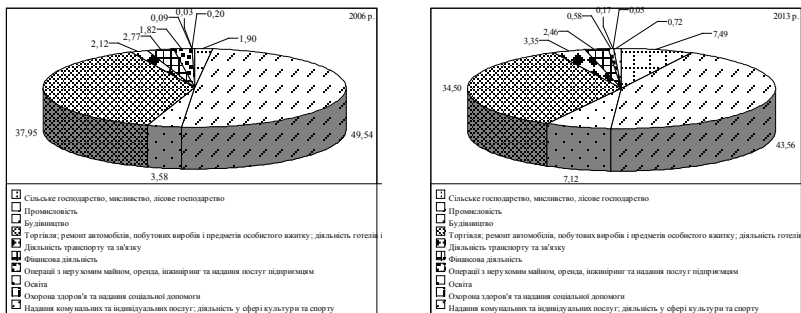 2006 р.
0,03
0,20
0,09
1,82
2,77
2,12
1,90
37,95
49,54
3,58
Сільське господарство, мисливство, лісове господарство
Промисловість
Будівництво
Торгівля; ремонт автомобілів, побутових виробів і предметів особистого вжитку; діяльність готелів і
Діяльність транспорту та зв'язку
Фінансова діяльність
Операції з нерухомим майном, оренда, інжиніринг та надання послуг підприємцям
Освіта
Охорона здоров'я та надання соціальної допомоги
Надання комунальних та індивідуальних послуг; діяльність у сфері культури та спорту
2013 р.
0,17
0,05
0,58
0,72
2,46
3,35
7,49
34,50
43,56
7,12
Сільське господарство, мисливство, лісове господарство
Промисловість
Будівництво
Торгівля; ремонт автомобілів, побутових виробів і предметів особистого вжитку; діяльність готелів
Діяльність транспорту та зв'язку
Фінансова діяльність
Операції з нерухомим майном, оренда, інжиніринг та надання послуг підприємцям
Освіта
Охорона здоров'я та надання соціальної допомоги
Надання комунальних та індивідуальних послуг; діяльність у сфері культури та спорту